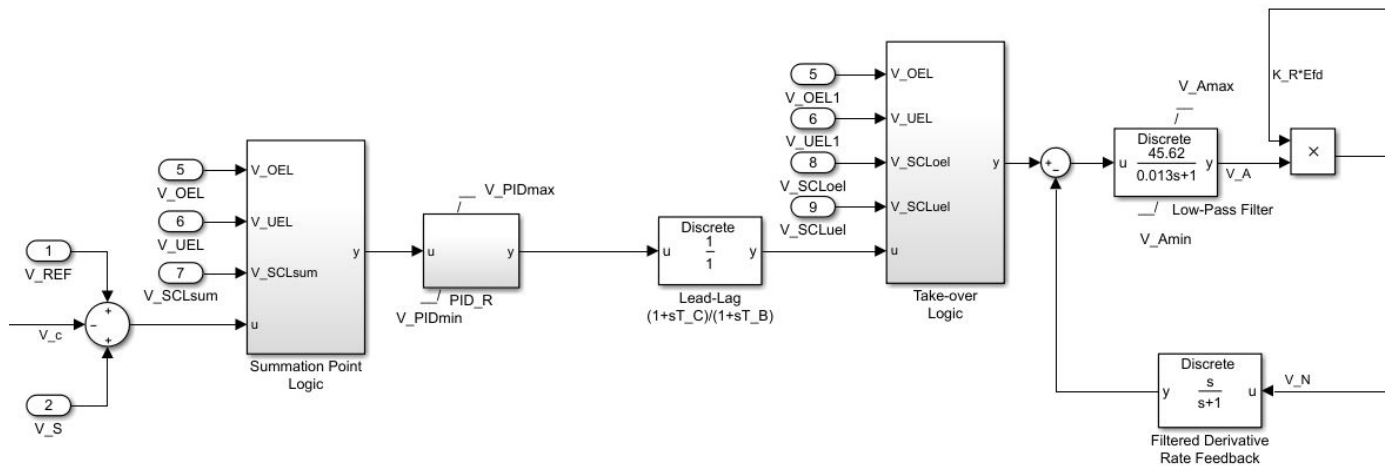 1
V_REF
V_c
+
−
+
2
V_S
5
V_OEL
6
V_UEL
7
V_SCLsum
V_OEL
V_UEL
V_SCLsum
u
y
Summation Point
Logic
V_PIDmax
u
y
PID_R
V_PIDmin
Discrete
u
1
1
y
Lead-Lag
(1+sT_C)/(1+sT_B)
5
V_OEL1
6
V_UEL1
8
V_SCLoel
9
V_SCLuel
V_OEL
V_UEL
V_SCLoel
V_SCLuel
u
y
Take-over
Logic
+
−
V_Amax
Discrete
u
45.62
0.013s+1
y
Low-Pass Filter
V_Amin
V_A
K_R*Efd
×
Discrete
y
s
s+1
u
V_N
Filtered Derivative
Rate Feedback